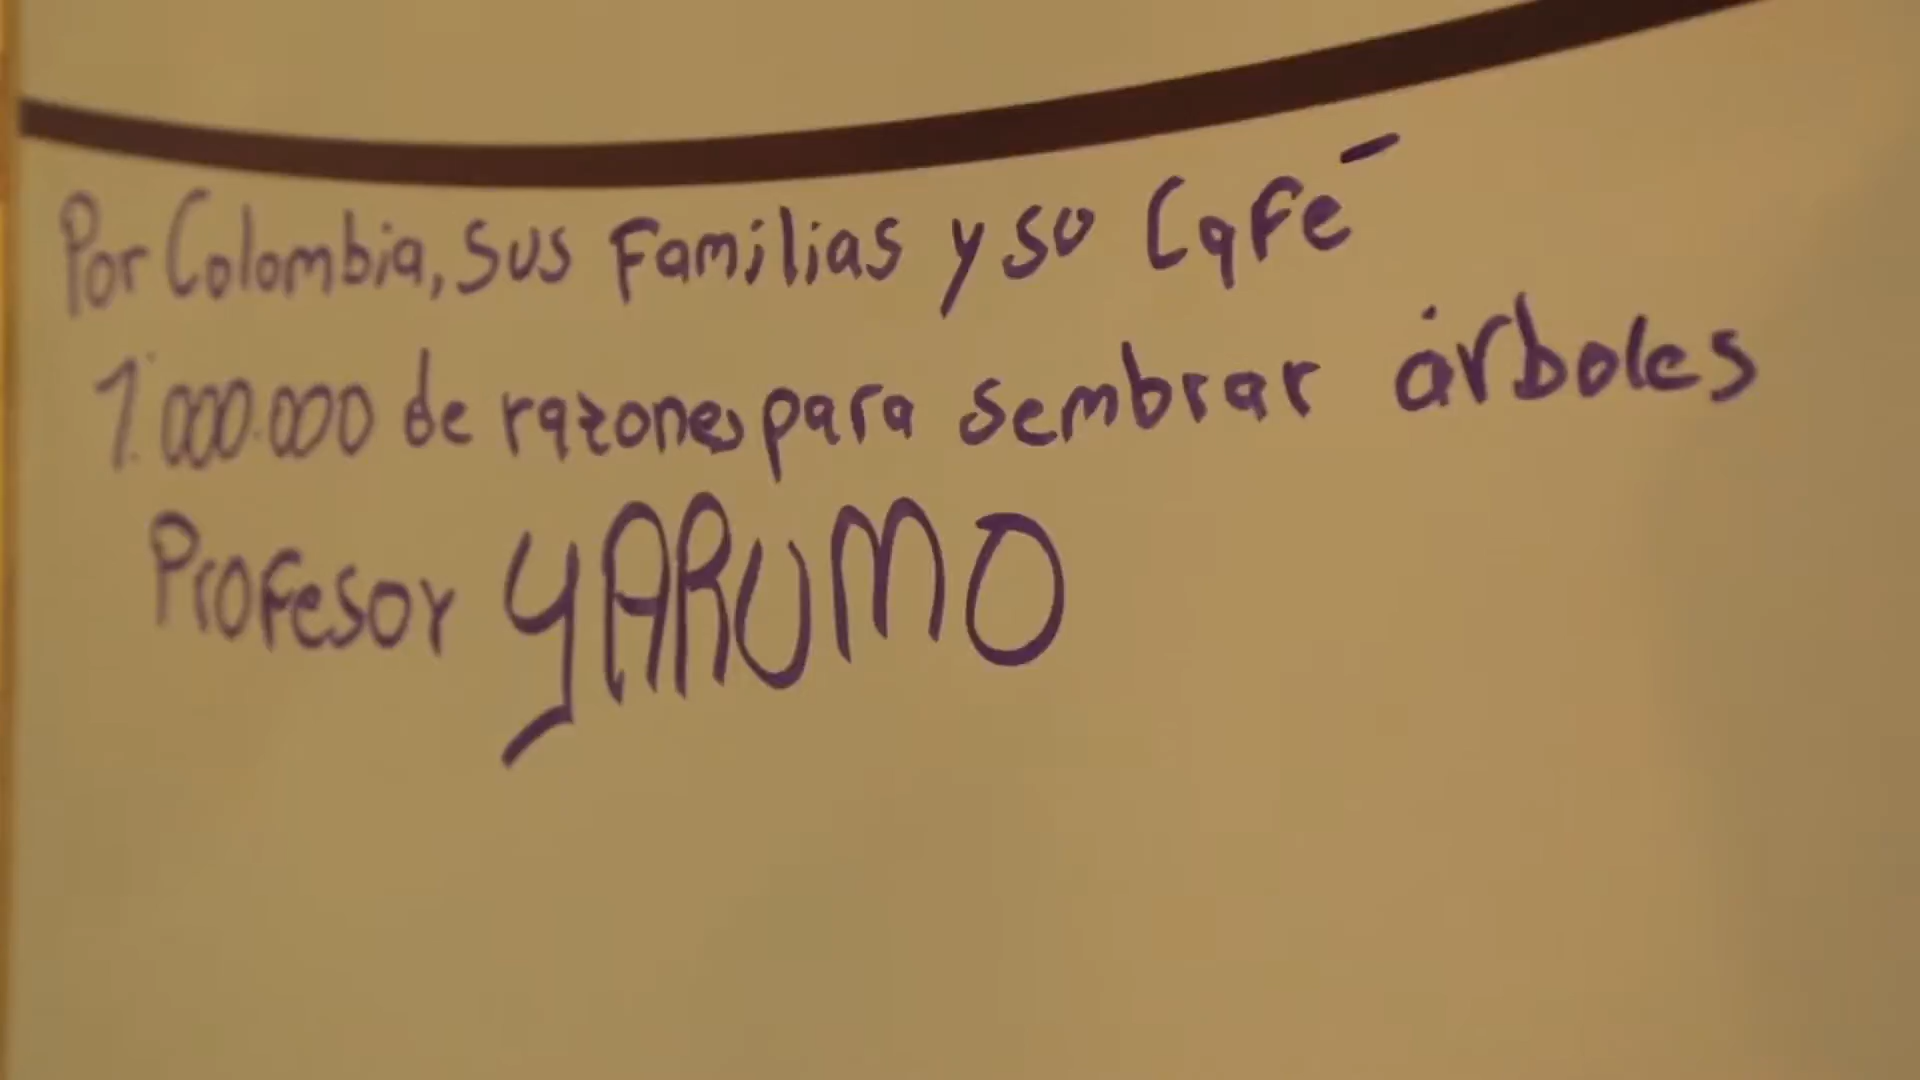 Por Colombia, sus Familias y su Café
1'000.000 de razones para sembrar árboles
Profesor YARUMO